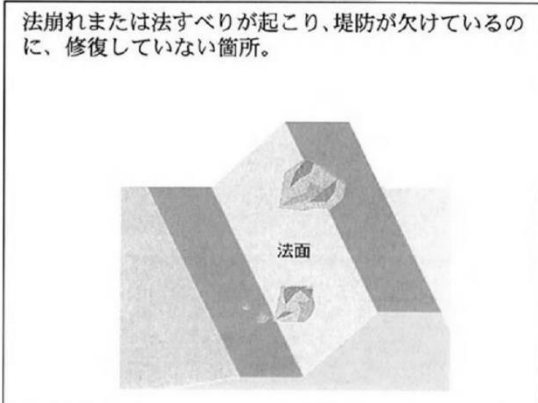 法崩れまたは法すべりが起こり、堤防が欠けているの
に、修復していない箇所。
法面